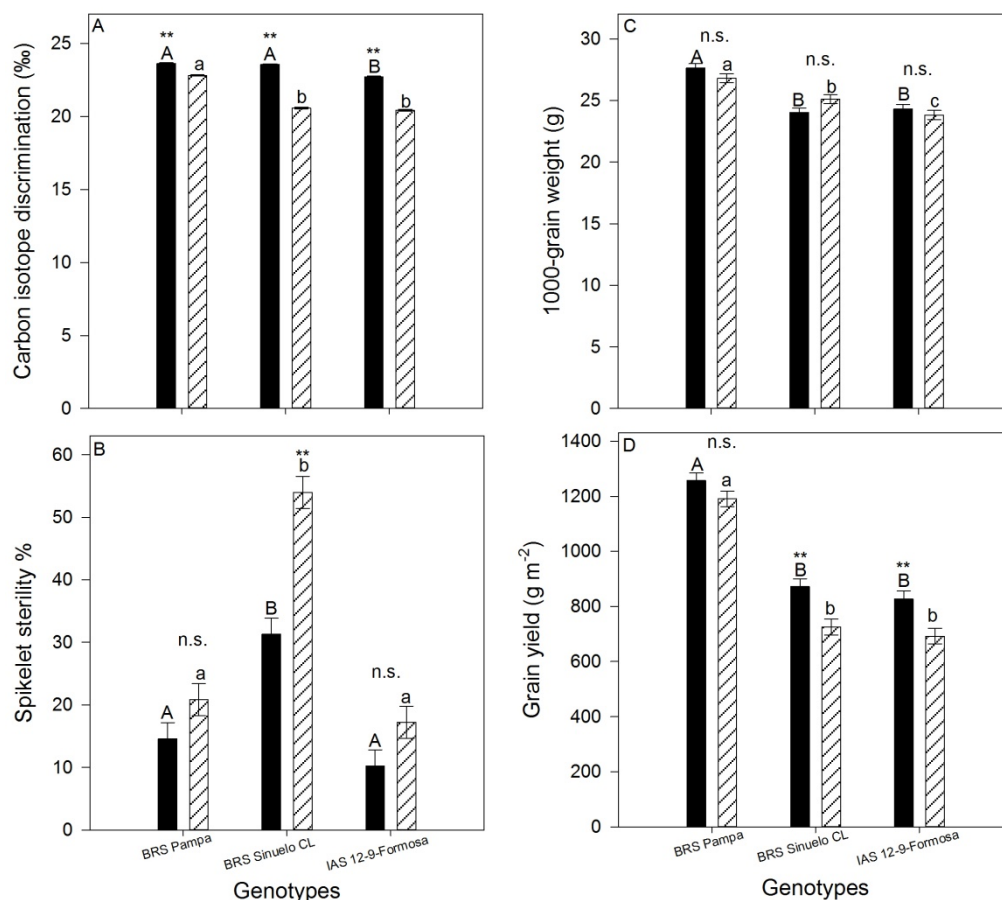 A
Carbon isotope discrimination (‰)
25
20
15
10
5
0
**
A
a
**
A
b
**
B
b
C
1000-grain weight (g)
30
25
20
15
10
5
0
n.s.
A
a
n.s.
B
b
n.s.
B
c
B
Spikelet sterility %
60
50
40
30
20
10
0
n.s.
A
a
B
**
b
n.s.
A
a
BRS Pampa
BRS Sinuelo CL
IAS 12-9-Formosa
Genotypes
D
Grain yield (g m⁻²)
1400
1200
1000
800
600
400
200
0
n.s.
A
a
**
B
b
**
B
b
BRS Pampa
BRS Sinuelo CL
IAS 12-9-Formosa
Genotypes